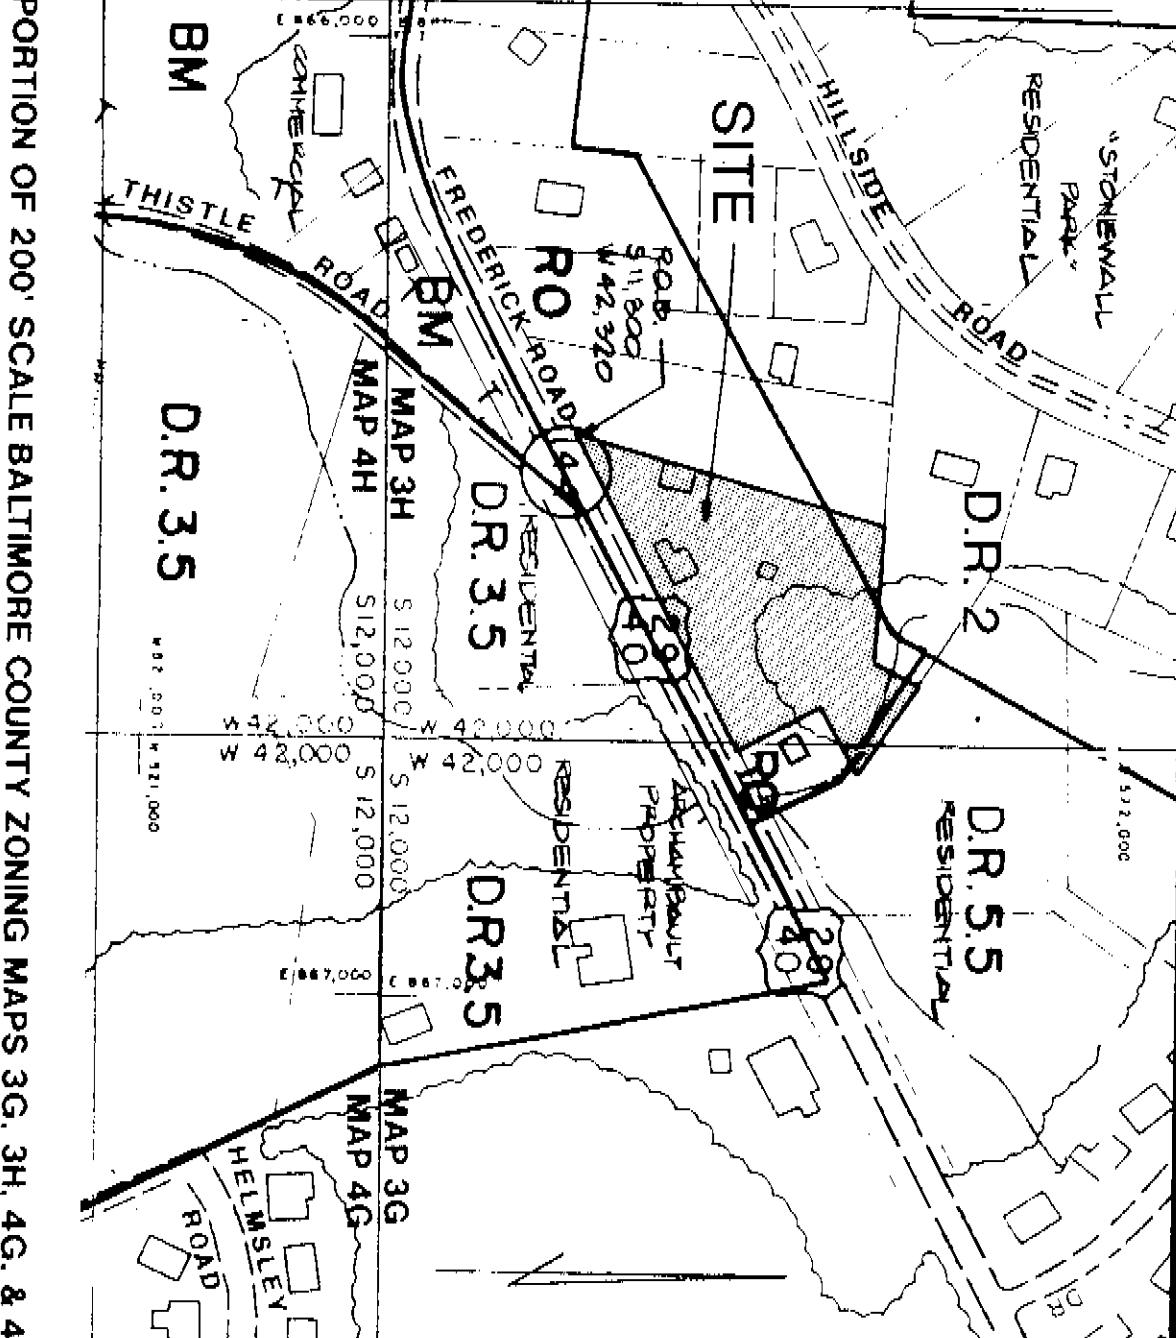 "STONEWALL
PARK"
RESIDENTIAL
HILLSIDE
ROAD
SITE
D.R. 2
D.R. 5.5
RESIDENTIAL
P.O.B.
S 11,800
W 42,320
RO
RO
FREDERICK ROAD
144
29
40
29
40
PROPERTY
RESIDENTIAL
D.R. 3.5
RESIDENTIAL
D.R 3.5
BM
E 867,000
E 867,000
W 42,000
W 42,000
W 42,000
W 42,000
S 12,000
S 12,000
S 12,000
S 12,000
MAP 3H
MAP 4H
MAP 3G
MAP 4G
COMMERCIAL
THISTLE
ROAD
BM
D.R. 3.5
HELMSLEY
ROAD
DR
PORTION OF 200' SCALE BALTIMORE COUNTY ZONING MAPS 3G, 3H, 4G, & 4